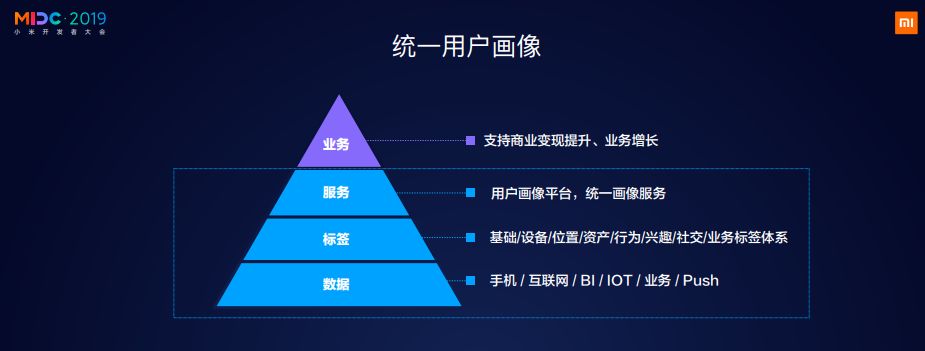 MIDC·2019
小米开发者大会
统一用户画像
业务
支持商业变现提升、业务增长
服务
用户画像平台，统一画像服务
标签
基础/设备/位置/资产/行为/兴趣/社交/业务标签体系
数据
手机 / 互联网 / BI / IOT / 业务 / Push